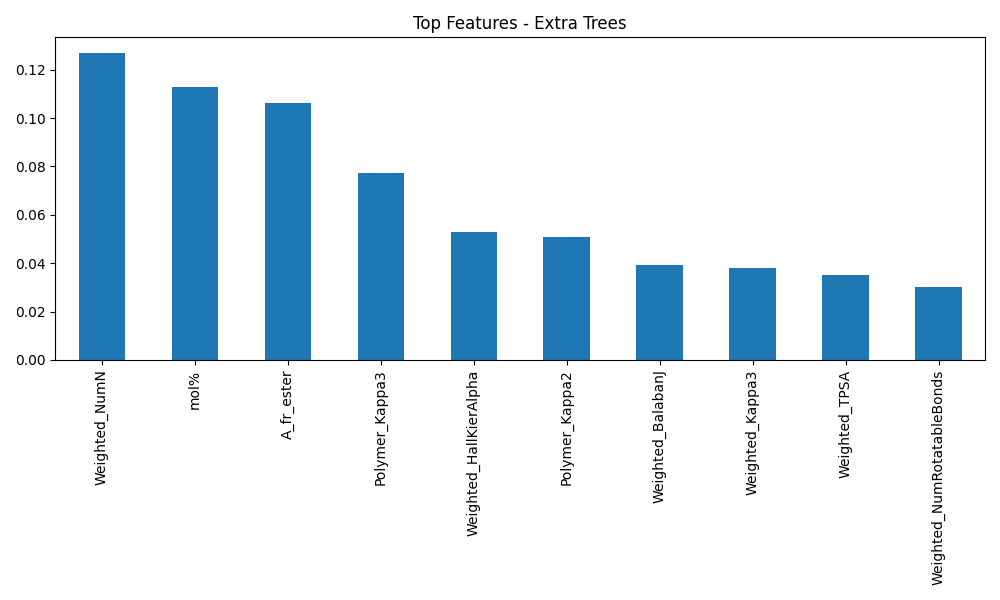 Top Features - Extra Trees
0.12
0.10
0.08
0.06
0.04
0.02
0.00
Weighted_NumN
mol%
A_fr_ester
Polymer_Kappa3
Weighted_HallKierAlpha
Polymer_Kappa2
Weighted_BalabanJ
Weighted_Kappa3
Weighted_TPSA
Weighted_NumRotatableBonds